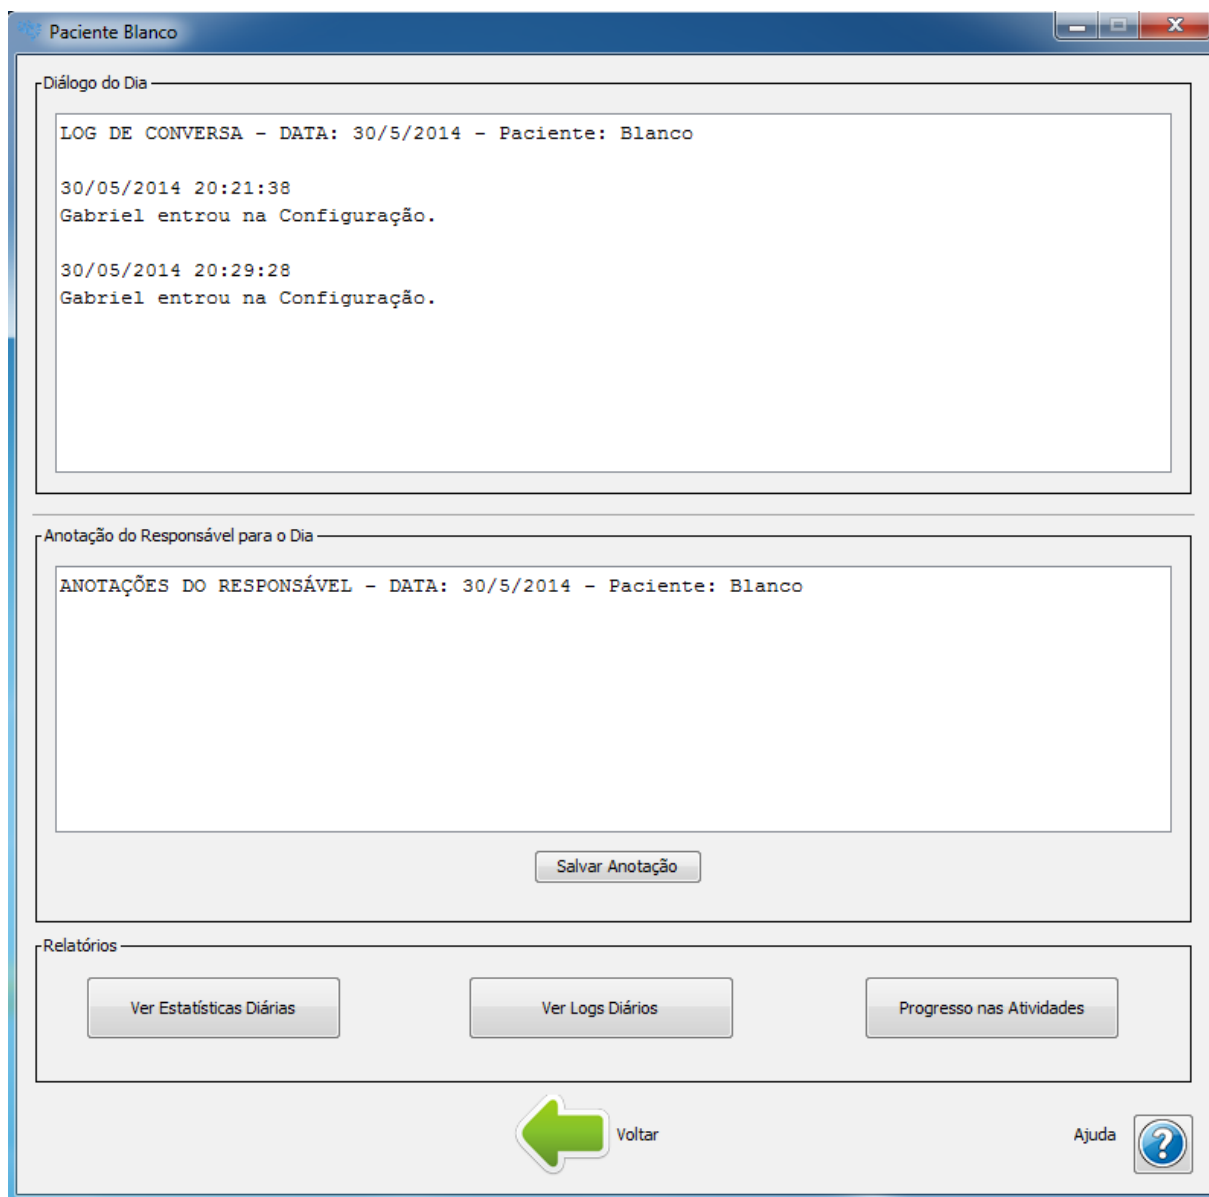 Paciente Blanco
Diálogo do Dia
LOG DE CONVERSA - DATA: 30/5/2014 - Paciente: Blanco
30/05/2014 20:21:38
Gabriel entrou na Configuração.
30/05/2014 20:29:28
Gabriel entrou na Configuração.
Anotação do Responsável para o Dia
ANOTAÇÕES DO RESPONSÁVEL - DATA: 30/5/2014 - Paciente: Blanco
Salvar Anotação
Relatórios
Ver Estatísticas Diárias
Ver Logs Diários
Progresso nas Atividades
Voltar
Ajuda